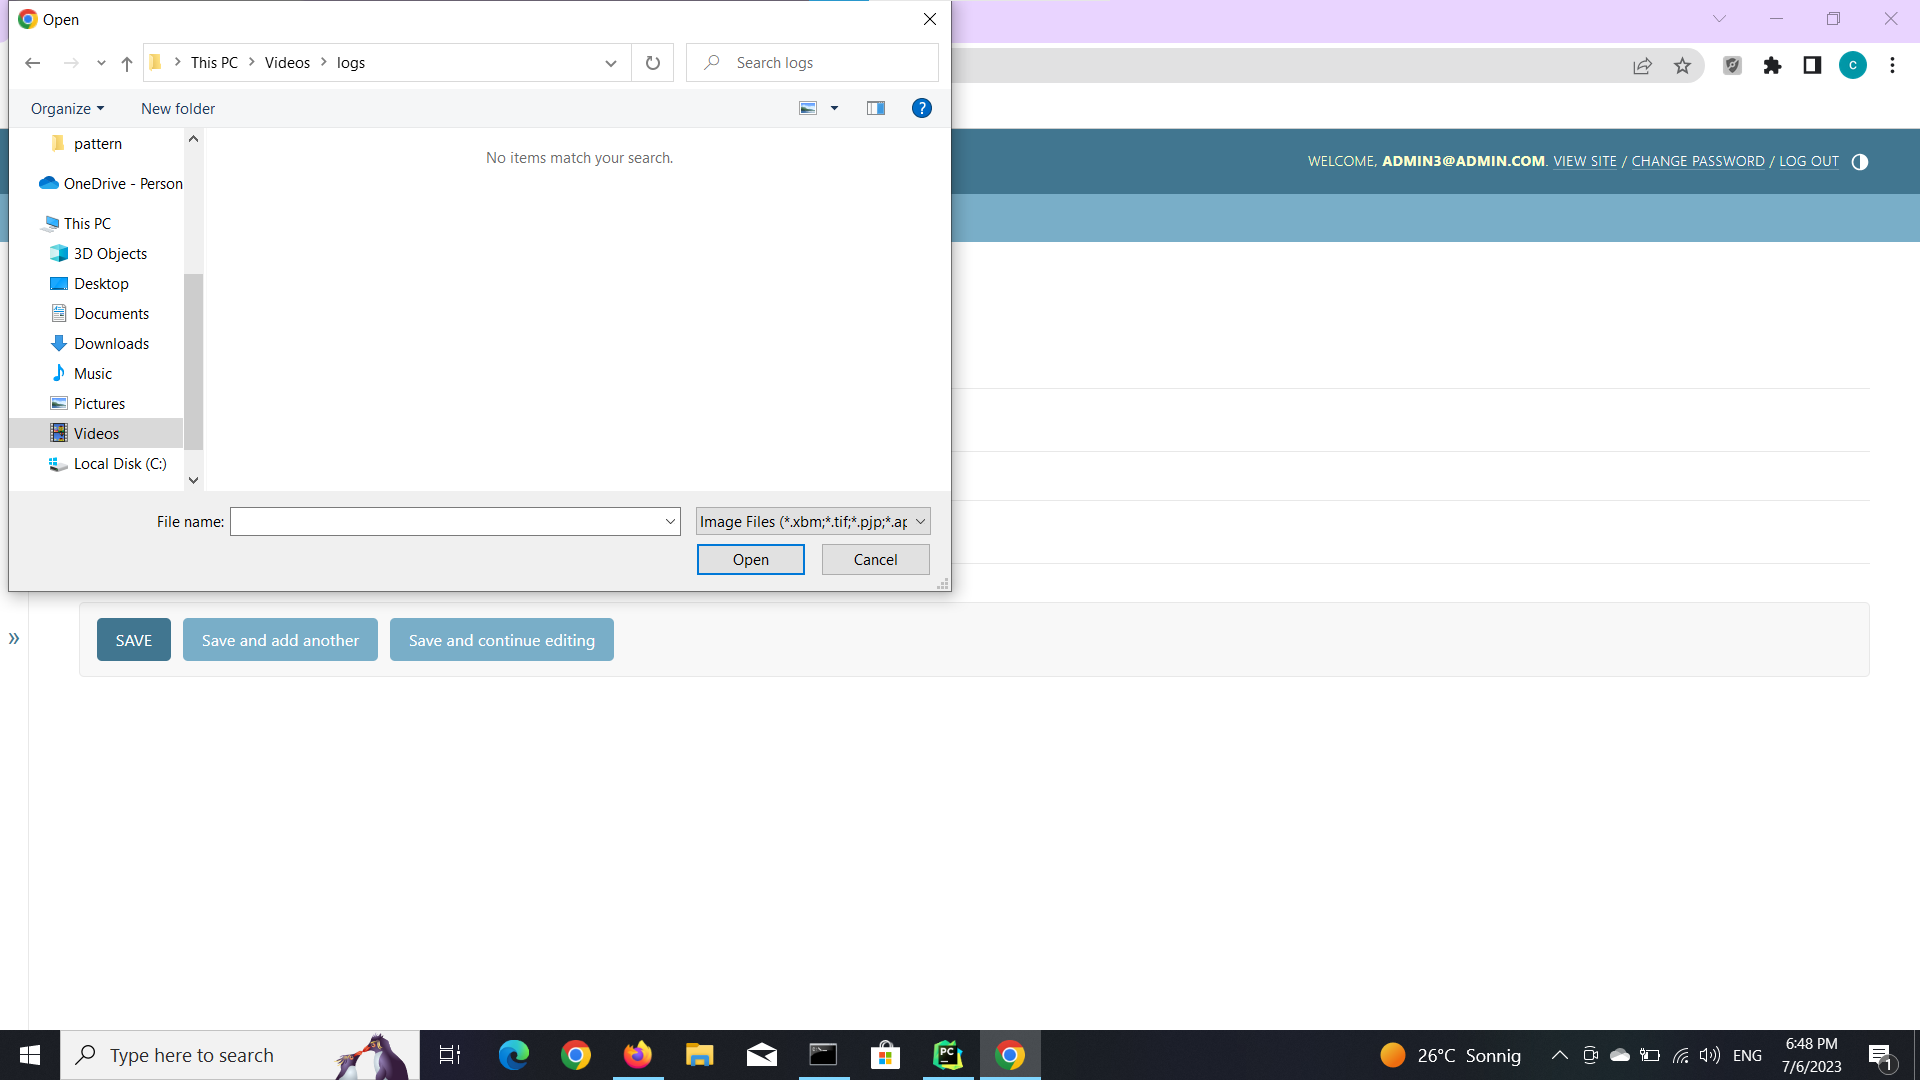 Open
This PC > Videos > logs
Search logs
Organize
New folder
?
pattern
OneDrive - Person
This PC
3D Objects
Desktop
Documents
Downloads
Music
Pictures
Videos
Local Disk (C:)
No items match your search.
File name:
Image Files (*.xbm;*.tif;*.pjp;*.ap
Open
Cancel
c
WELCOME, ADMIN3@ADMIN.COM. VIEW SITE / CHANGE PASSWORD / LOG OUT
»
SAVE
Save and add another
Save and continue editing
Type here to search
PC
26°C Sonnig
ENG
6:48 PM
7/6/2023
1